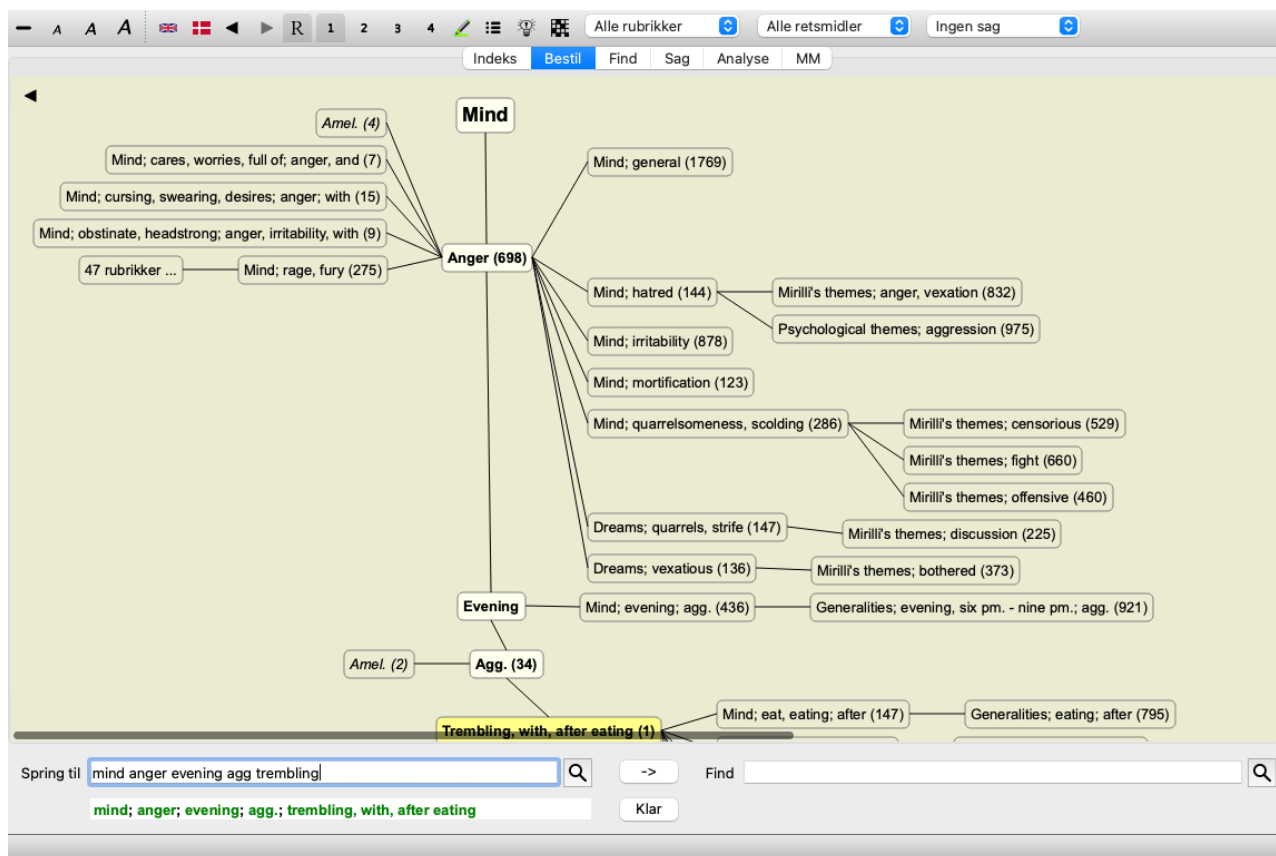 A A A R 1 2 3 4 Alle rubrikker Alle retsmidler Ingen sag
Indeks Bestil Find Sag Analyse MM
Mind
Amel. (4)
Mind; cares, worries, full of; anger, and (7)
Mind; general (1769)
Mind; cursing, swearing, desires; anger; with (15)
Mind; obstinate, headstrong; anger, irritability, with (9)
Anger (698)
47 rubrikker ... Mind; rage, fury (275)
Mind; hatred (144) Mirilli's themes; anger, vexation (832)
Psychological themes; aggression (975)
Mind; irritability (878)
Mind; mortification (123)
Mind; quarrelsomeness, scolding (286) Mirilli's themes; censorious (529)
Mirilli's themes; fight (660)
Mirilli's themes; offensive (460)
Dreams; quarrels, strife (147) Mirilli's themes; discussion (225)
Dreams; vexatious (136) Mirilli's themes; bothered (373)
Evening Mind; evening; agg. (436) Generalities; evening, six pm. - nine pm.; agg. (921)
Amel. (2) Agg. (34)
Mind; eat, eating; after (147) Generalities; eating; after (795)
Trembling, with, after eating (1)
Spring til mind anger evening agg trembling -> Find
mind; anger; evening; agg.; trembling, with, after eating Klar